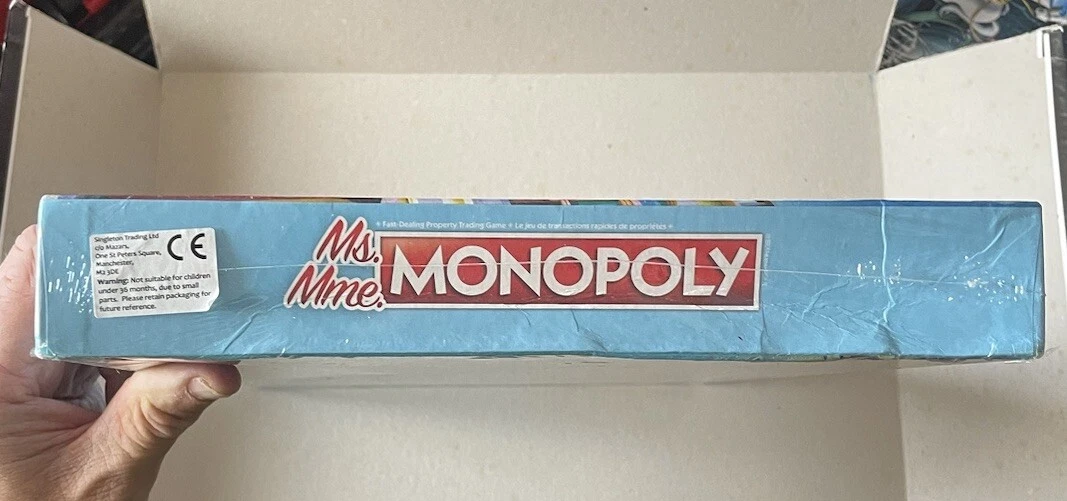 Singleton Trading Ltd
c/o Mazars,
One St Peters Square,
Manchester,
M2 3DE
CE
Warning: Not suitable for children
under 36 months, due to small
parts. Please retain packaging for
future reference.
• Fast-Dealing Property Trading Game • Le jeu de transactions rapides de propriétés •
Ms.
Mme.
MONOPOLY